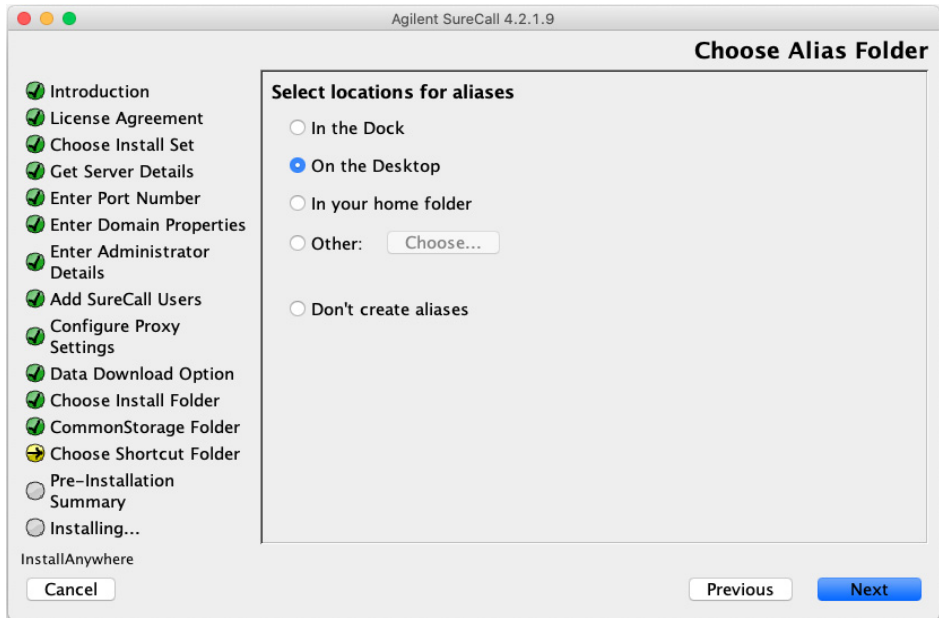 Agilent SureCall 4.2.1.9
Choose Alias Folder
Introduction
License Agreement
Choose Install Set
Get Server Details
Enter Port Number
Enter Domain Properties
Enter Administrator
Details
Add SureCall Users
Configure Proxy
Settings
Data Download Option
Choose Install Folder
CommonStorage Folder
Choose Shortcut Folder
Pre-Installation
Summary
Installing...
Select locations for aliases
In the Dock
On the Desktop
In your home folder
Other: Choose...
Don't create aliases
InstallAnywhere
Cancel Previous Next